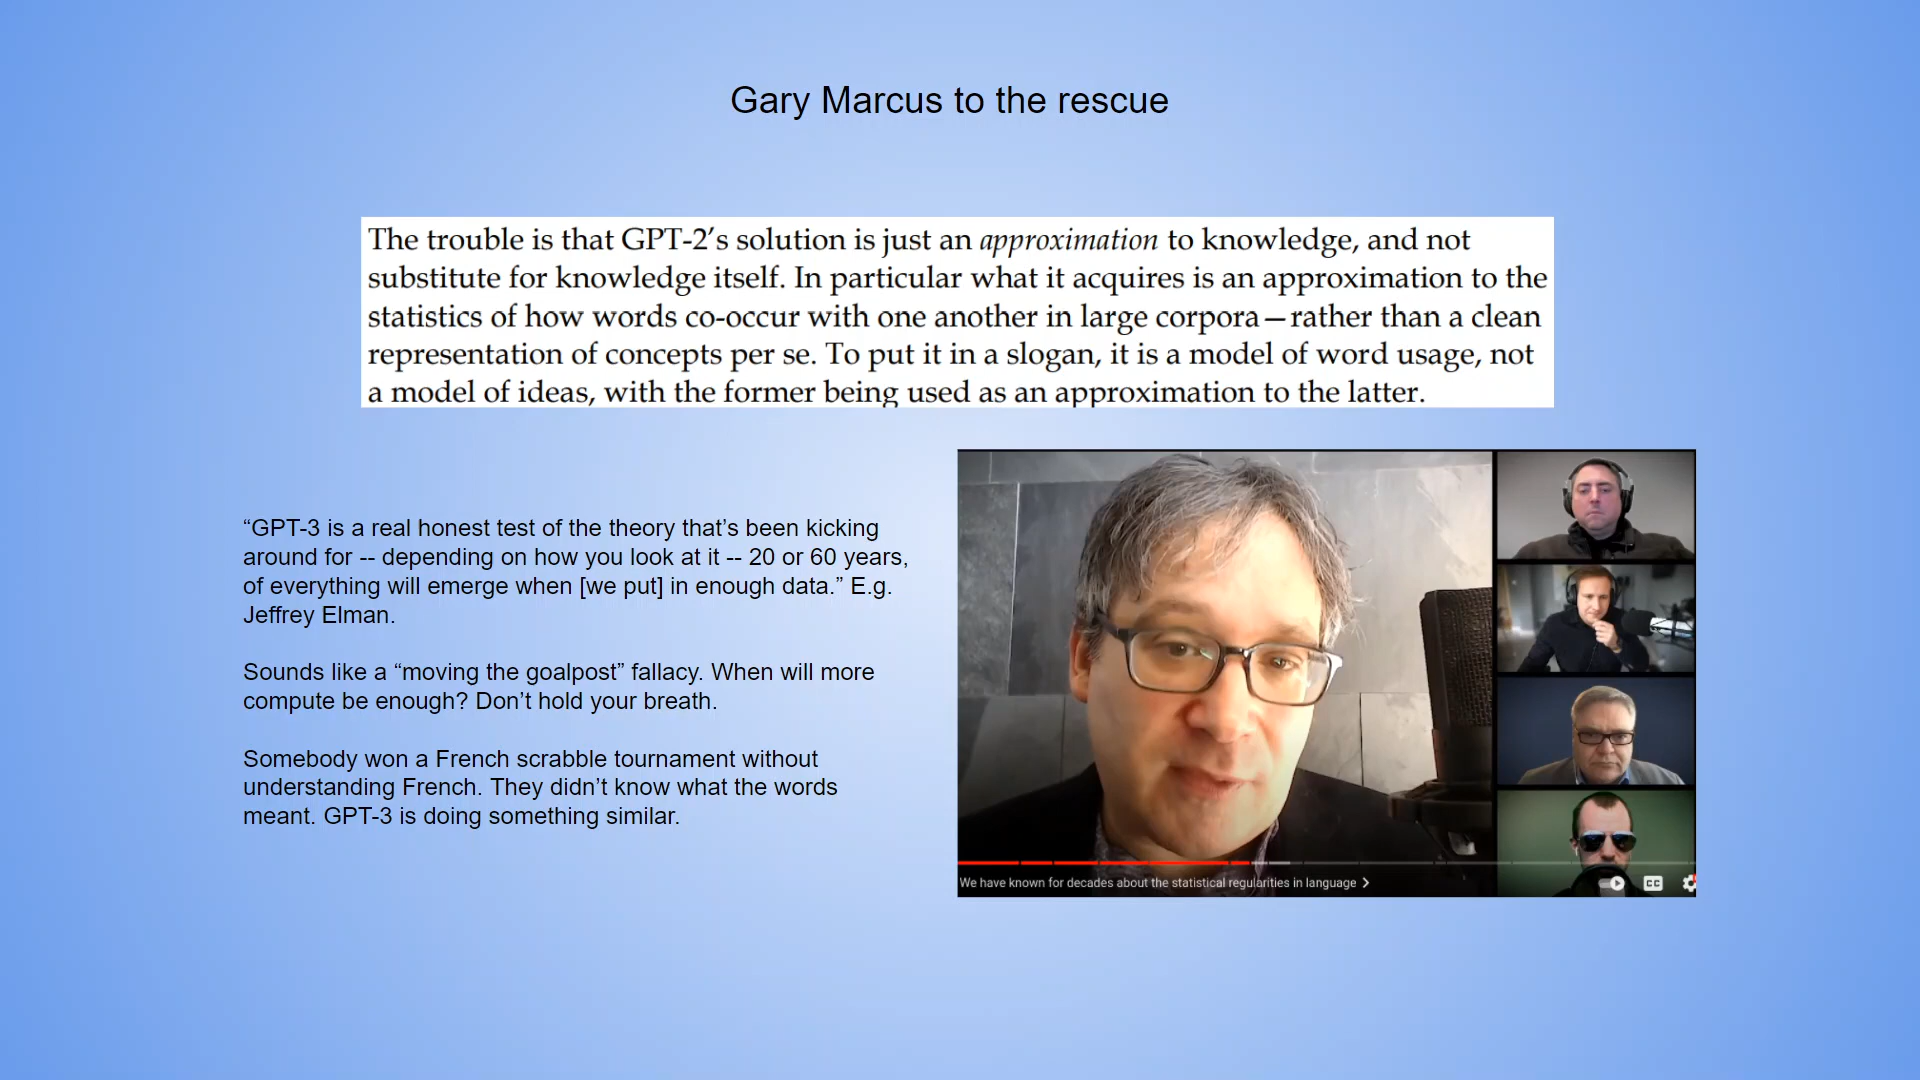 Gary Marcus to the rescue
The trouble is that GPT-2’s solution is just an approximation to knowledge, and not
substitute for knowledge itself. In particular what it acquires is an approximation to the
statistics of how words co-occur with one another in large corpora—rather than a clean
representation of concepts per se. To put it in a slogan, it is a model of word usage, not
a model of ideas, with the former being used as an approximation to the latter.
“GPT-3 is a real honest test of the theory that’s been kicking
around for -- depending on how you look at it -- 20 or 60 years,
of everything will emerge when [we put] in enough data.” E.g.
Jeffrey Elman.
Sounds like a “moving the goalpost” fallacy. When will more
compute be enough? Don’t hold your breath.
Somebody won a French scrabble tournament without
understanding French. They didn’t know what the words
meant. GPT-3 is doing something similar.
We have known for decades about the statistical regularities in language
CC